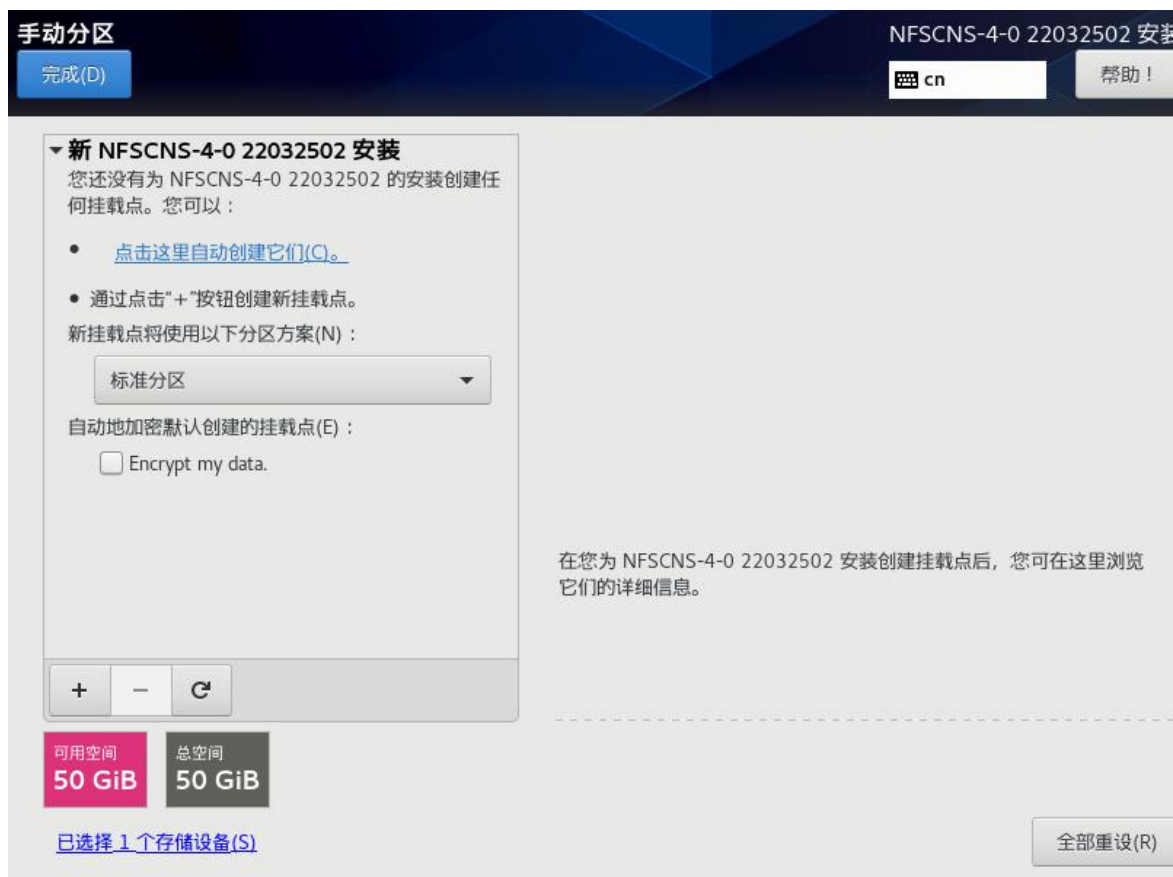 手动分区
NFSCNS-4-0 22032502 安装
完成(D)
cn
帮助！
新 NFSCNS-4-0 22032502 安装
您还没有为 NFSCNS-4-0 22032502 的安装创建任
何挂载点。您可以：
• 点击这里自动创建它们(C)。
• 通过点击“+”按钮创建新挂载点。
新挂载点将使用以下分区方案(N)：
标准分区
自动地加密默认创建的挂载点(E)：
Encrypt my data.
在您为 NFSCNS-4-0 22032502 安装创建挂载点后，您可在这里浏览
它们的详细信息。
+ −
可用空间
50 GiB
总空间
50 GiB
已选择 1 个存储设备(S)
全部重设(R)